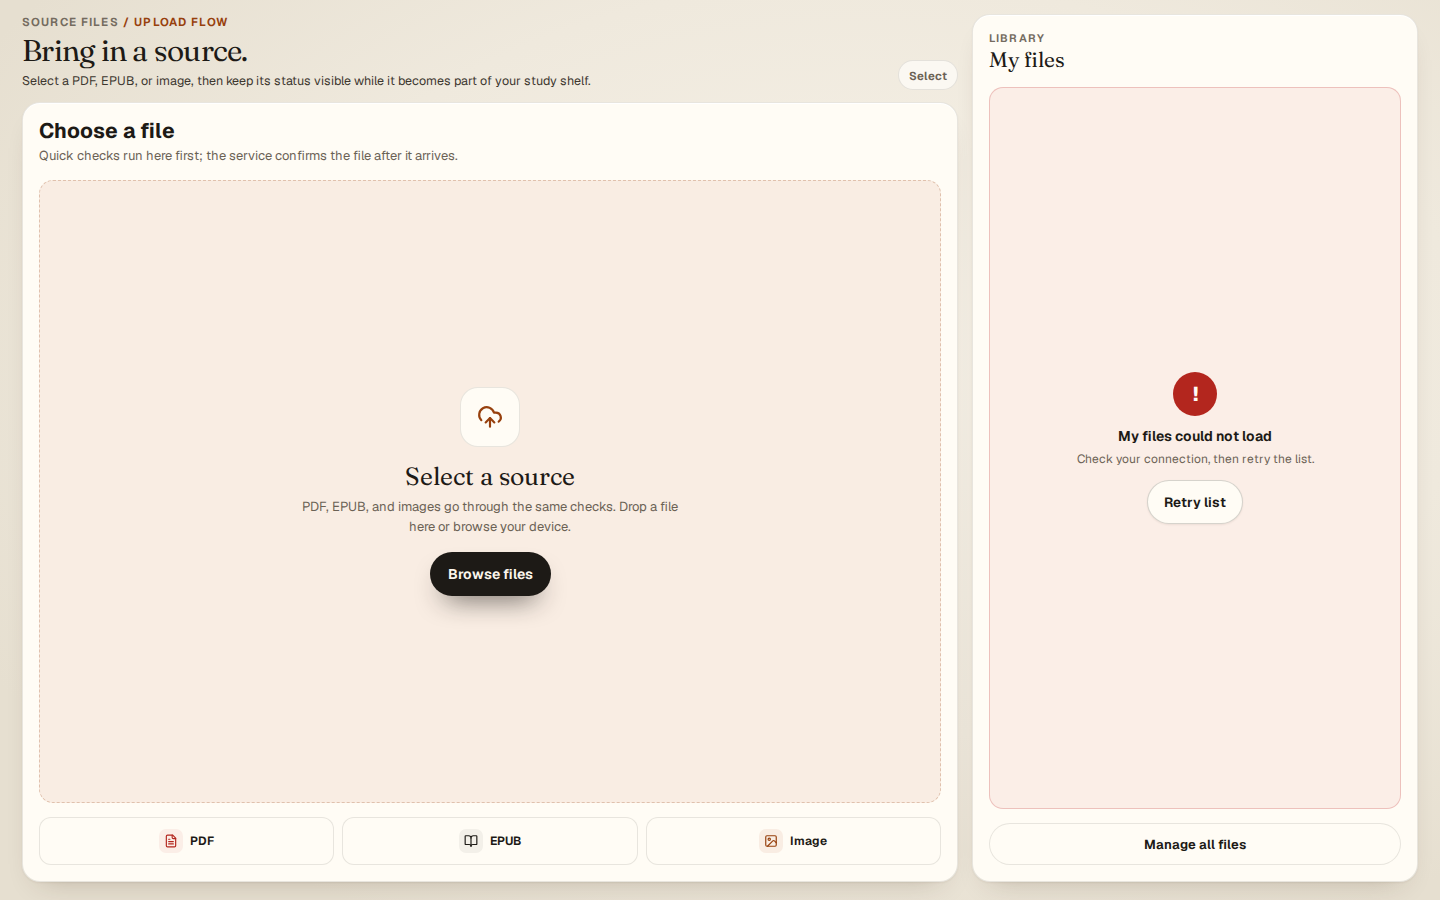 SOURCE FILES / UPLOAD FLOW
Bring in a source.
Select a PDF, EPUB, or image, then keep its status visible while it becomes part of your study shelf.
Select
Choose a file
Quick checks run here first; the service confirms the file after it arrives.
Select a source
PDF, EPUB, and images go through the same checks. Drop a file
here or browse your device.
Browse files
PDF
EPUB
Image
LIBRARY
My files
!
My files could not load
Check your connection, then retry the list.
Retry list
Manage all files